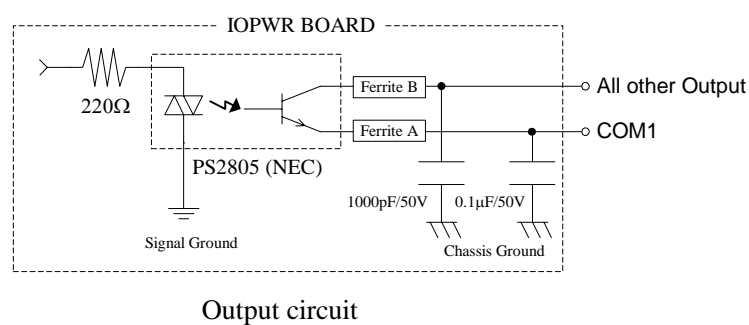 IOPWR BOARD
Ferrite B
All other Output
220Ω
Ferrite A
COM1
PS2805 (NEC)
1000pF/50V
0.1µF/50V
Signal Ground
Chassis Ground
Output circuit